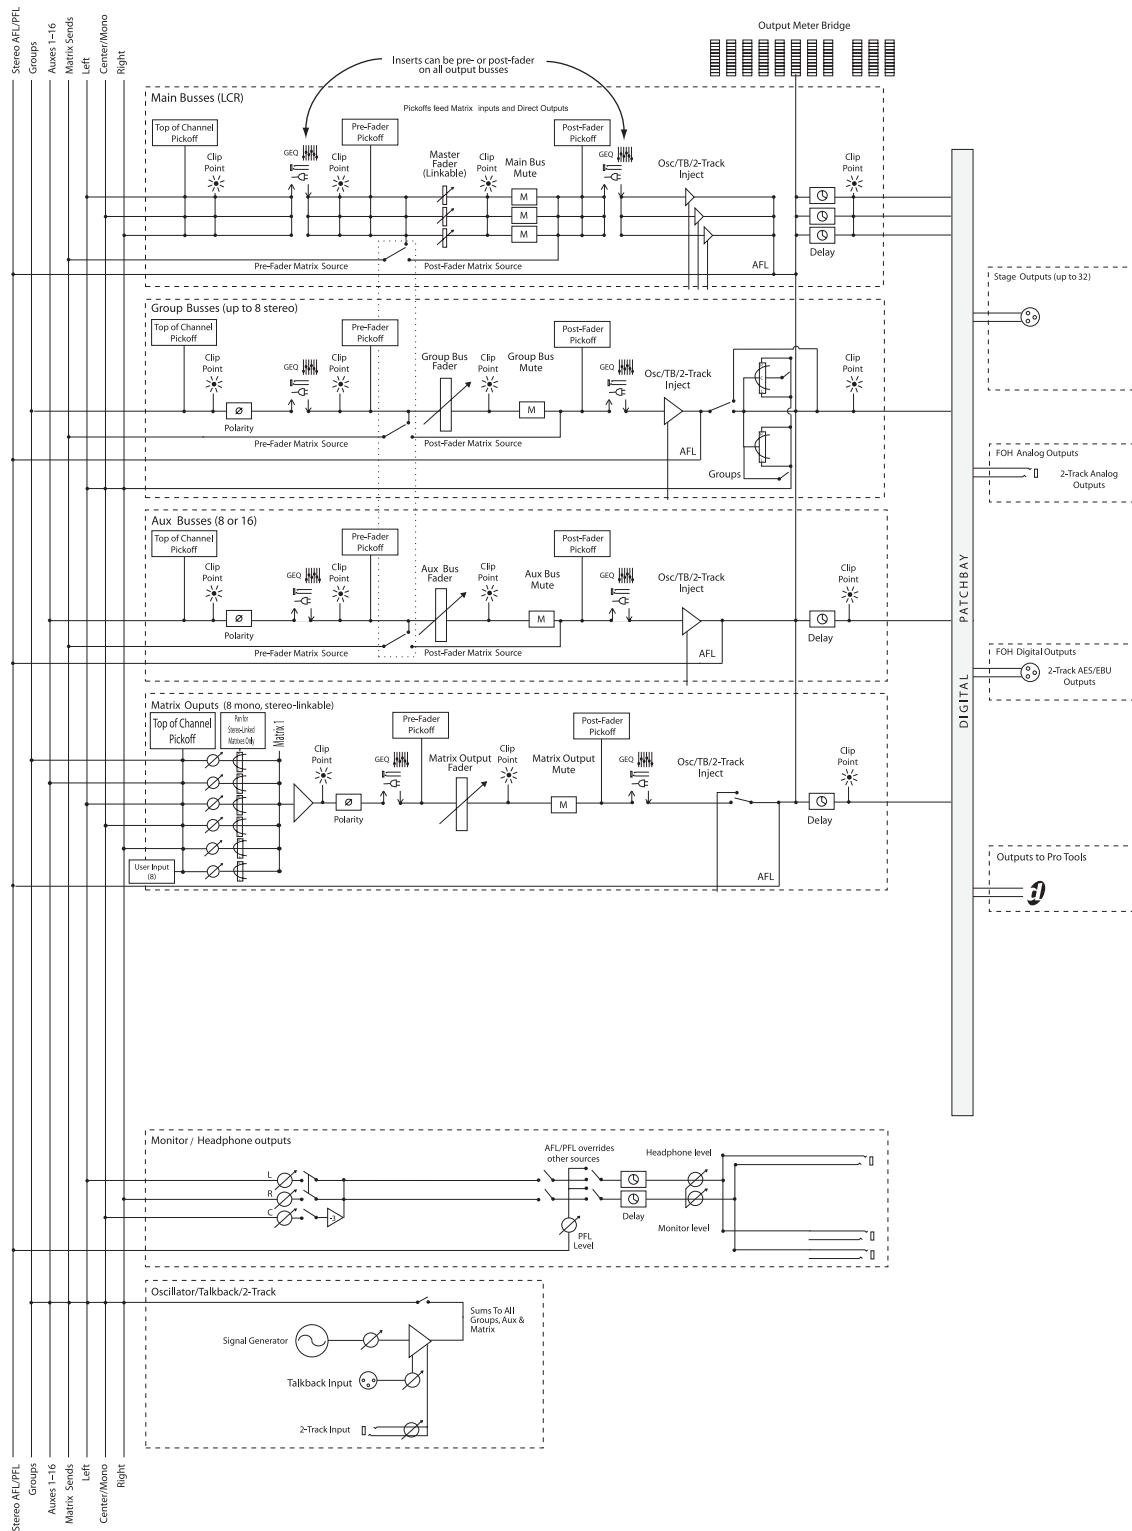 Stereo AFL/PFL
Groups
Auxes 1–16
Matrix Sends
Left
Center/Mono
Right
Output Meter Bridge
Inserts can be pre- or post-fader
on all output busses
Main Busses (LCR)
Pickoffs feed Matrix inputs and Direct Outputs
Top of Channel
Pickoff
Clip
Point
GEQ
Pre-Fader
Pickoff
Clip
Point
Master
Fader
(Linkable)
Clip
Point
Main Bus
Mute
Post-Fader
Pickoff
GEQ
Osc/TB/2-Track
Inject
Clip
Point
M
M
M
Delay
Pre-Fader Matrix Source
Post-Fader Matrix Source
AFL
Group Busses (up to 8 stereo)
Top of Channel
Pickoff
Clip
Point
Polarity
GEQ
Pre-Fader
Pickoff
Clip
Point
Group Bus
Fader
Clip
Point
Group Bus
Mute
M
Post-Fader
Pickoff
GEQ
Osc/TB/2-Track
Inject
Clip
Point
Pre-Fader Matrix Source
Post-Fader Matrix Source
AFL
Groups
Aux Busses (8 or 16)
Top of Channel
Pickoff
Clip
Point
Polarity
GEQ
Pre-Fader
Pickoff
Clip
Point
Aux Bus
Fader
Clip
Point
Aux Bus
Mute
M
Post-Fader
Pickoff
GEQ
Osc/TB/2-Track
Inject
Clip
Point
Delay
Pre-Fader Matrix Source
Post-Fader Matrix Source
AFL
Matrix Ouputs (8 mono, stereo-linkable)
Top of Channel
Pickoff
Pan for
Stereo-Linked
Matrixes Only
Matrix 1
Clip
Point
Polarity
GEQ
Pre-Fader
Pickoff
Matrix Output
Fader
Clip
Point
Matrix Output
Mute
M
Post-Fader
Pickoff
GEQ
Osc/TB/2-Track
Inject
Clip
Point
Delay
User Input
(8)
AFL
DIGITAL PATCHBAY
Stage Outputs (up to 32)
FOH Analog Outputs
2-Track Analog
Outputs
FOH Digital Outputs
2-Track AES/EBU
Outputs
Outputs to Pro Tools
Monitor / Headphone outputs
L
R
C
-3
AFL/PFL overrides
other sources
PFL
Level
Delay
Headphone level
Monitor level
Oscillator/Talkback/2-Track
Sums To All
Groups, Aux &
Matrix
Signal Generator
Talkback Input
2-Track Input
Stereo AFL/PFL
Groups
Auxes 1–16
Matrix Sends
Left
Center/Mono
Right